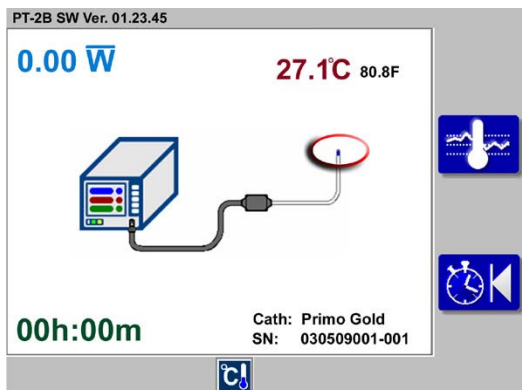 PT-2B SW Ver. 01.23.45
0.00 W̅
27.1°C 80.8F
00h:00m
Cath: Primo Gold
SN: 030509001-001
°C